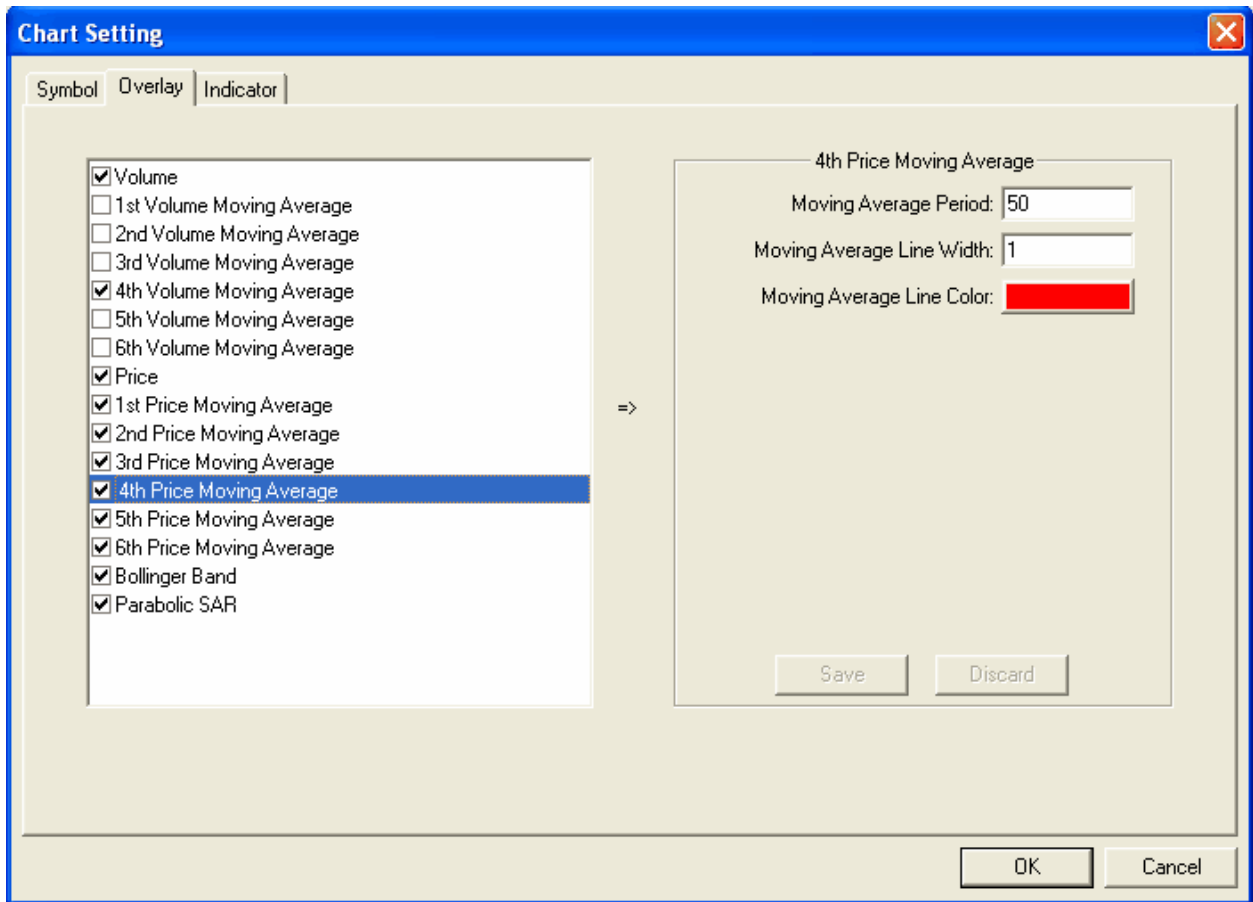 Chart Setting
Symbol Overlay Indicator
Volume
1st Volume Moving Average
2nd Volume Moving Average
3rd Volume Moving Average
4th Volume Moving Average
5th Volume Moving Average
6th Volume Moving Average
Price
1st Price Moving Average
2nd Price Moving Average
3rd Price Moving Average
4th Price Moving Average
5th Price Moving Average
6th Price Moving Average
Bollinger Band
Parabolic SAR
=>
4th Price Moving Average
Moving Average Period: 50
Moving Average Line Width: 1
Moving Average Line Color:
Save Discard
OK Cancel